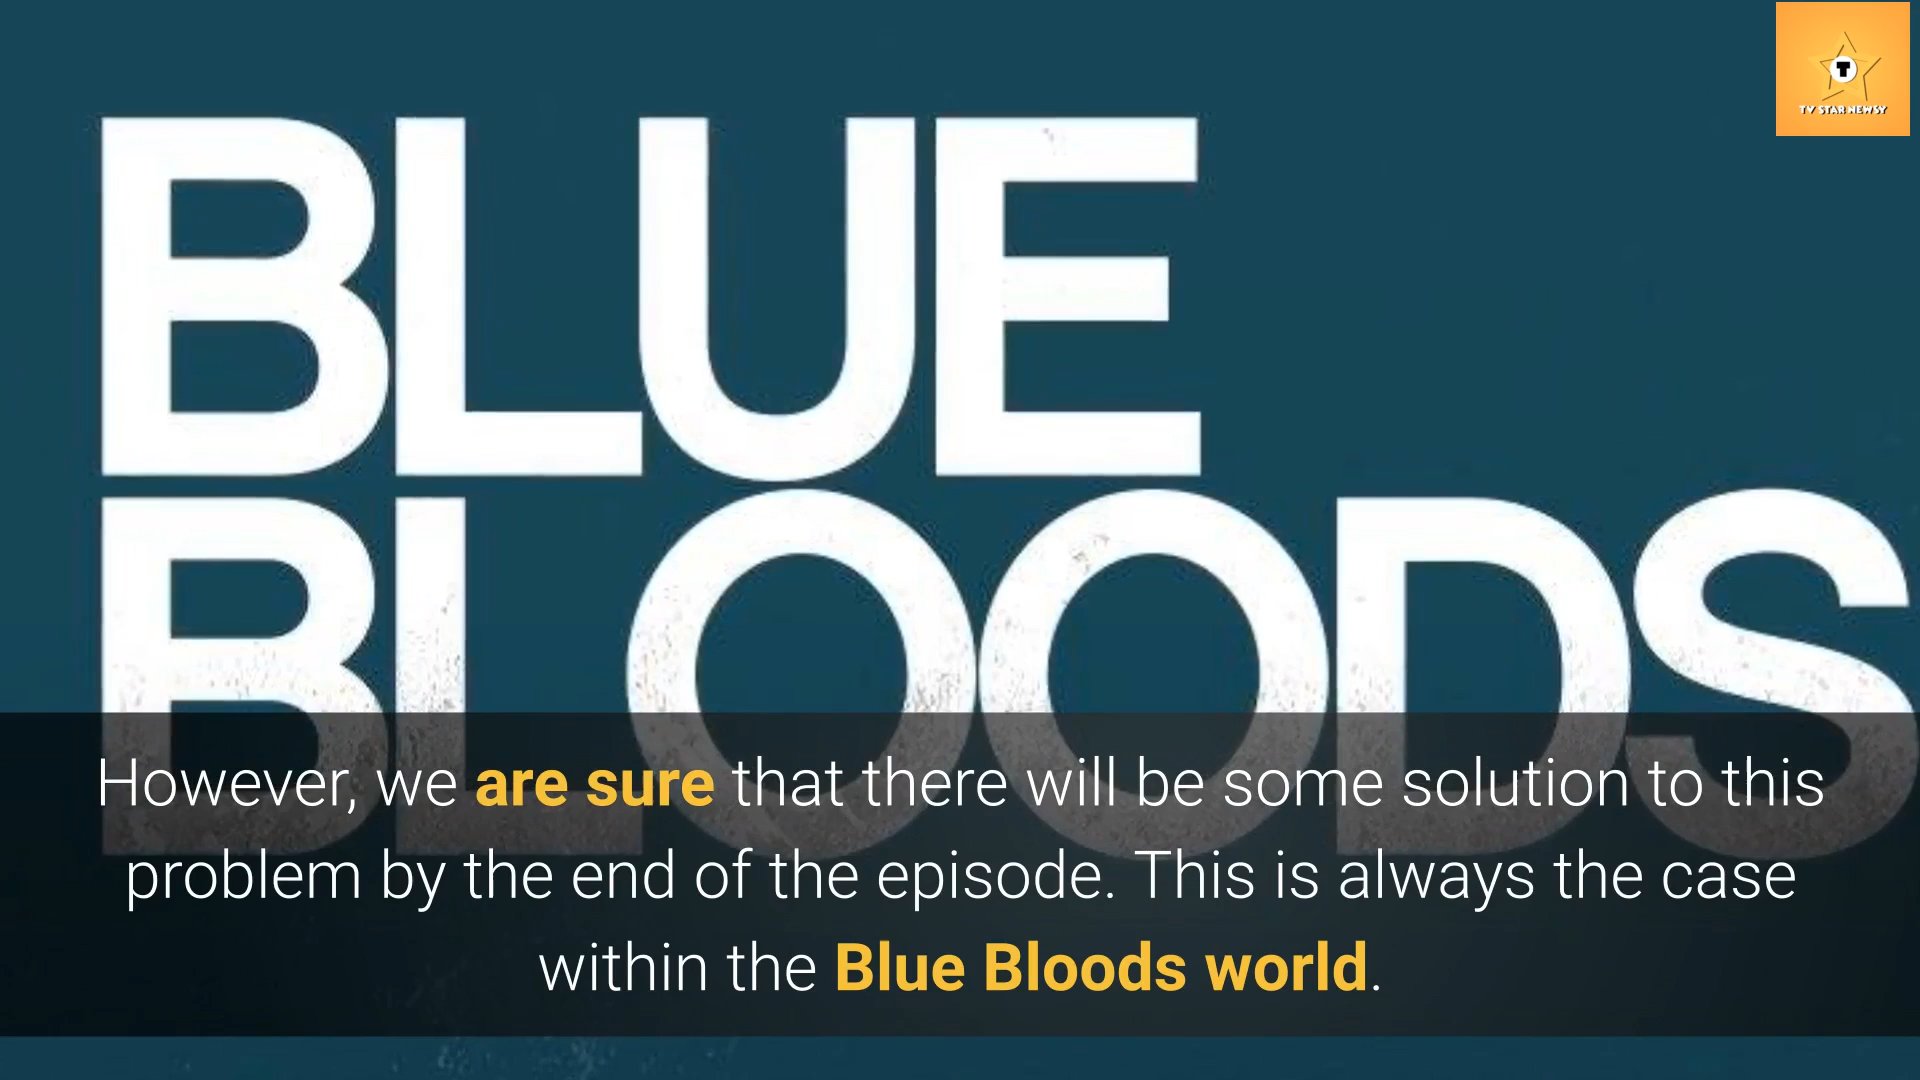 T
TV STAR NEWSY
BLUE
BLOODS
However, we are sure that there will be some solution to this
problem by the end of the episode. This is always the case
within the Blue Bloods world.